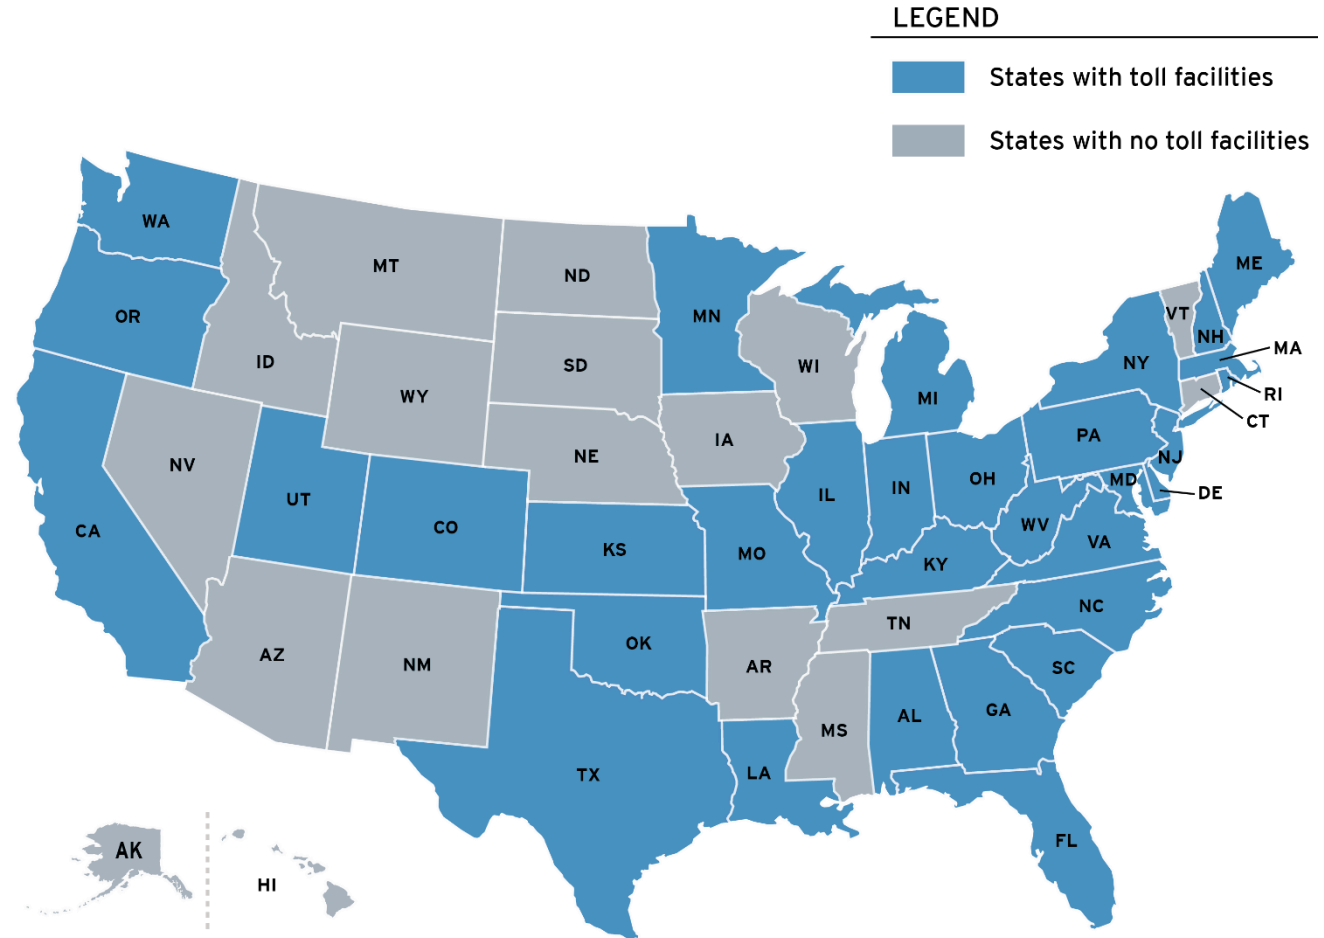 LEGEND
States with toll facilities
States with no toll facilities
WA
MT
ND
MN
ME
OR
ID
WY
SD
WI
MI
NY
VT
NH
MA
RI
CT
NV
UT
CO
NE
IA
IL
IN
OH
PA
NJ
MD
DE
CA
KS
MO
KY
WV
VA
AZ
NM
OK
AR
TN
NC
SC
TX
LA
MS
AL
GA
FL
AK
HI